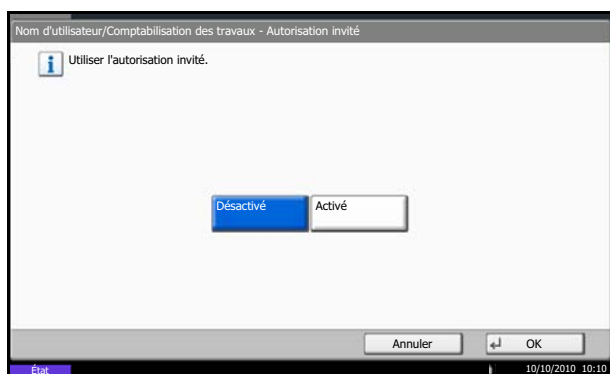 Nom d'utilisateur/Comptabilisation des travaux - Autorisation invité
Utiliser l'autorisation invité.
Désactivé
Activé
Annuler
OK
État
10/10/2010 10:10